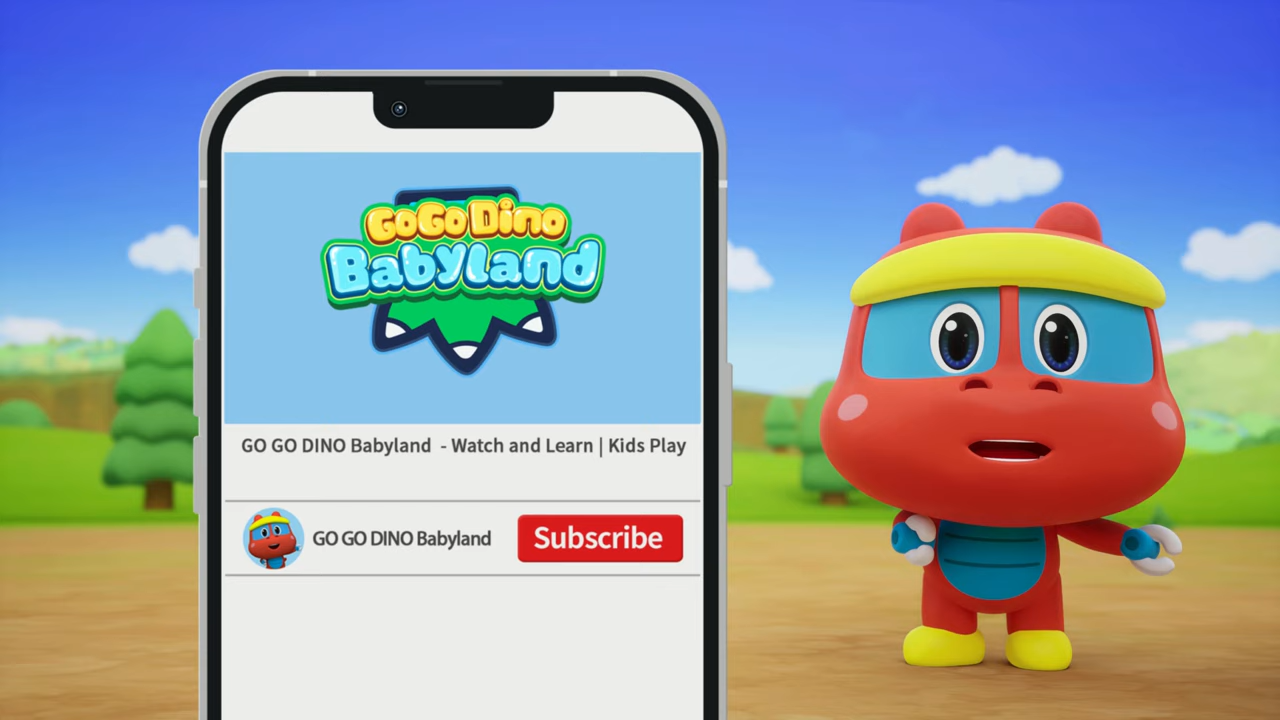 GoGo Dino
Babyland
GO GO DINO Babyland - Watch and Learn | Kids Play
GO GO DINO Babyland
Subscribe